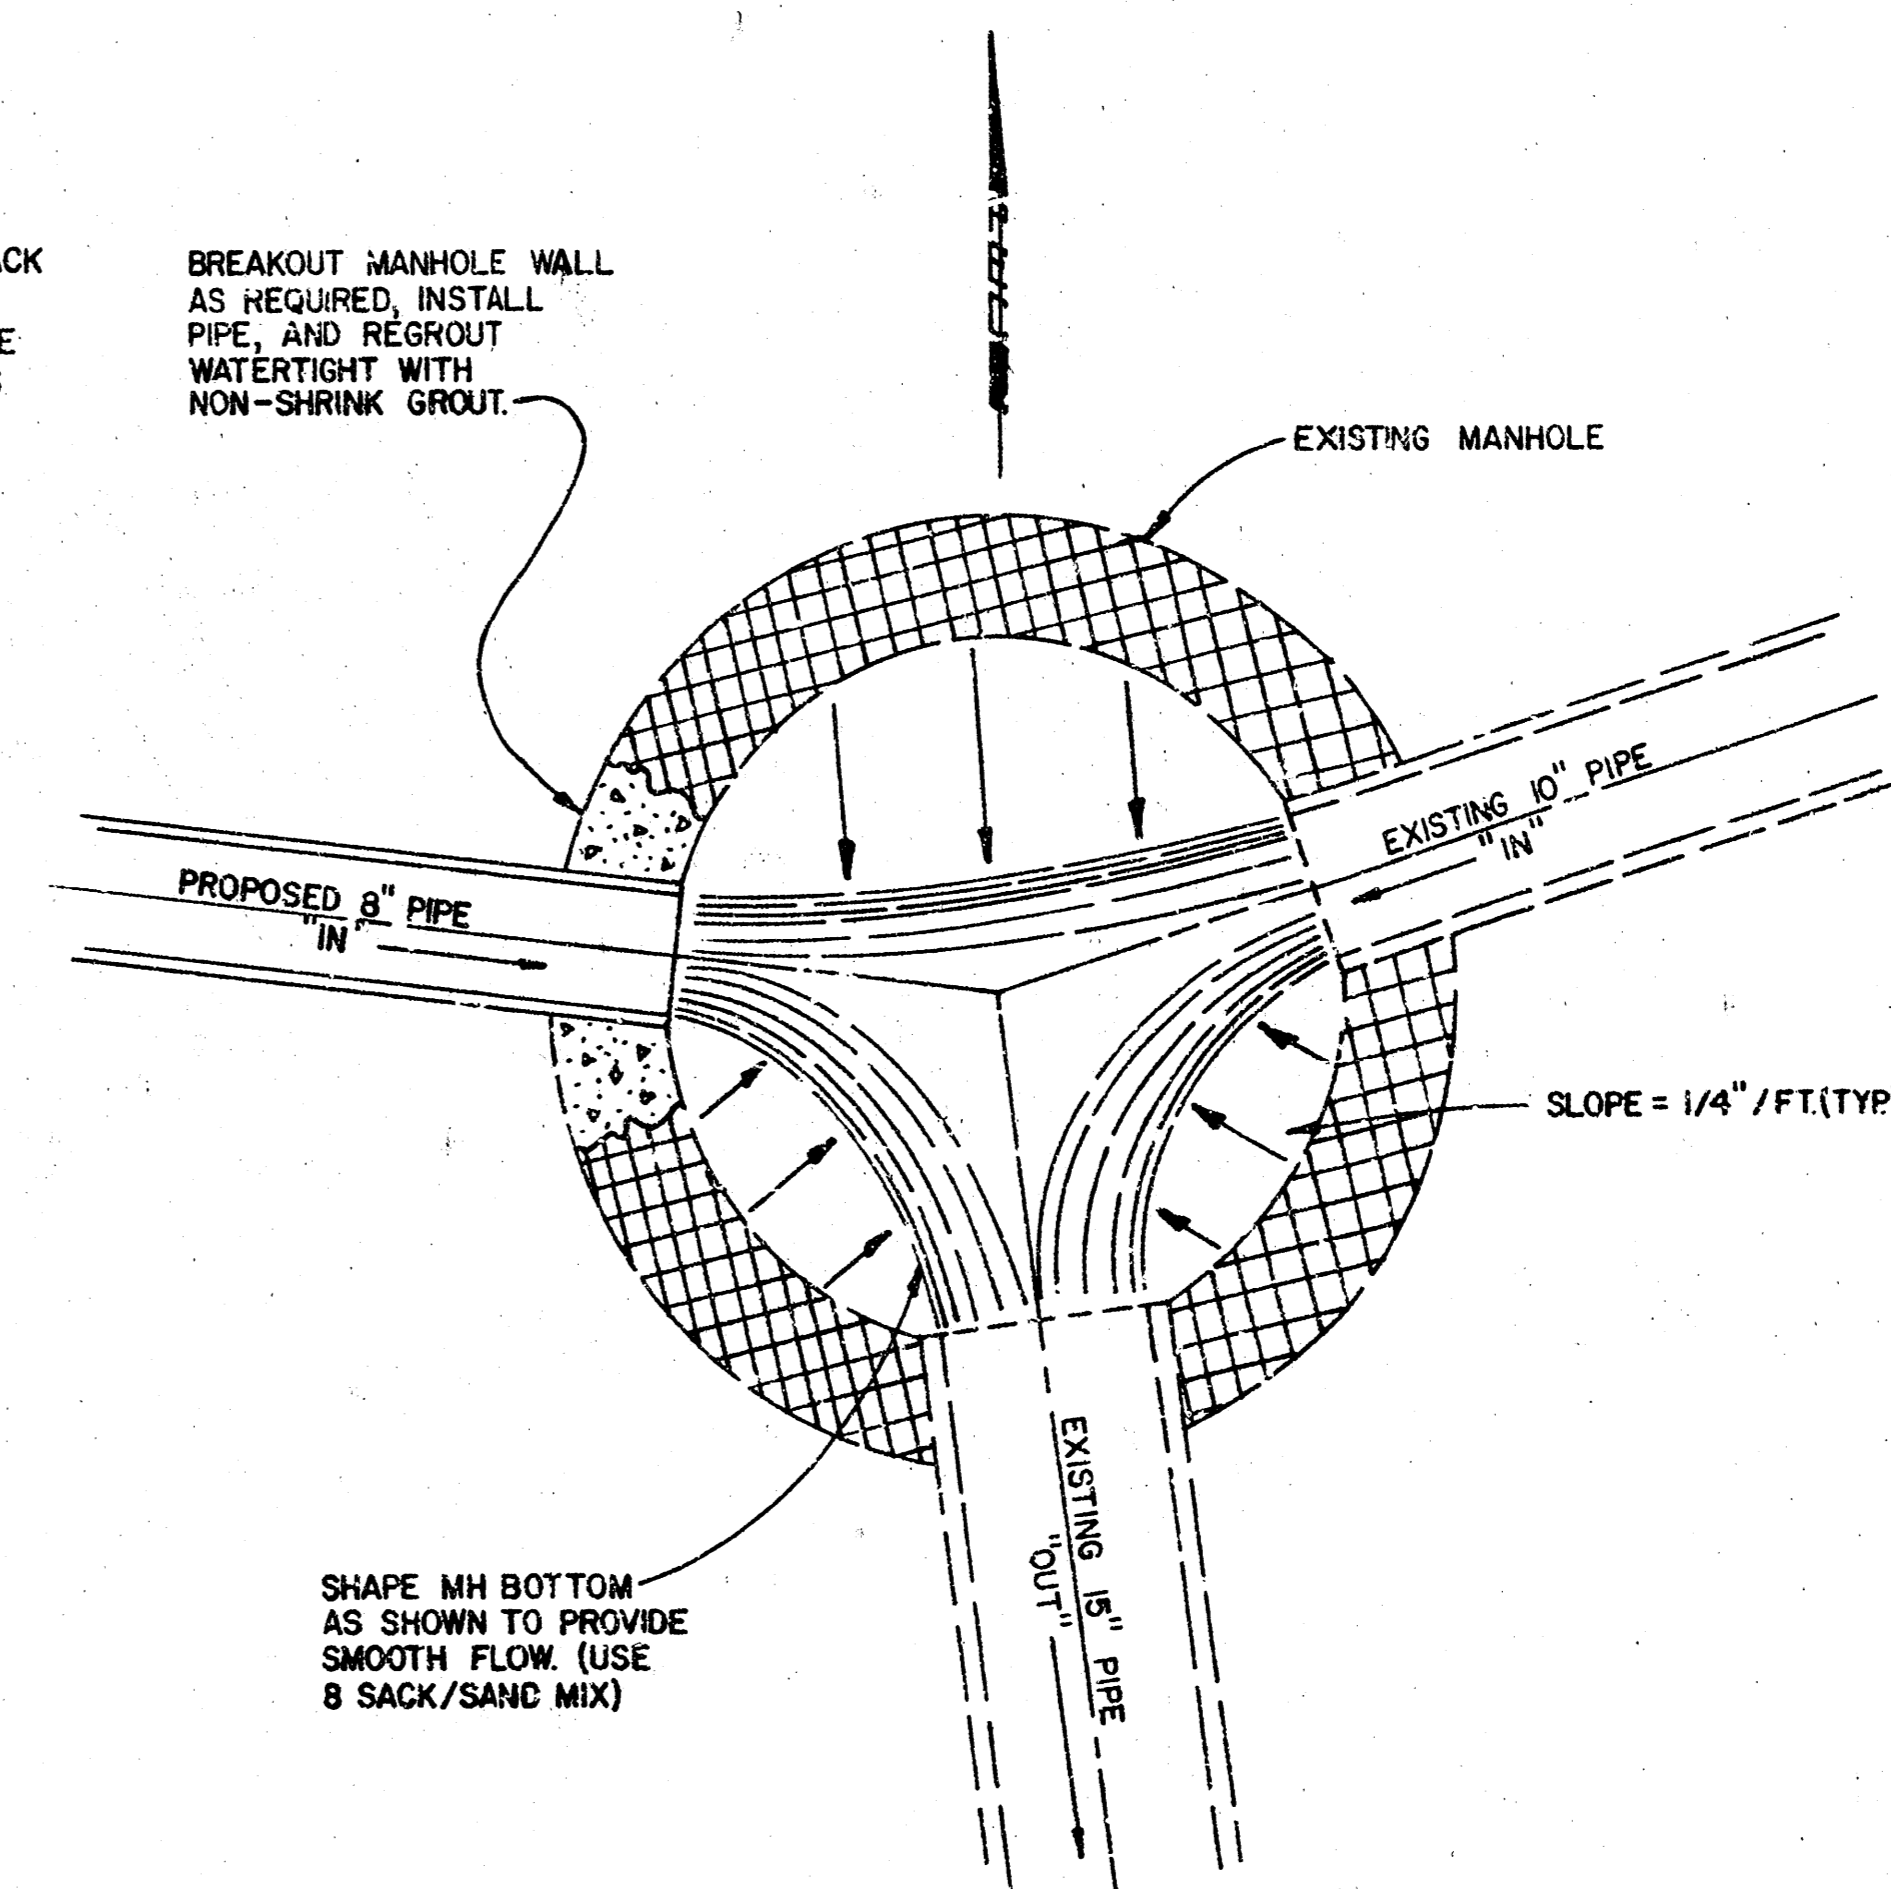 ACK
E
BREAKOUT MANHOLE WALL
AS REQUIRED, INSTALL
PIPE, AND REGROUT
WATERTIGHT WITH
NON-SHRINK GROUT.
EXISTING MANHOLE
EXISTING 10" PIPE
"IN"
PROPOSED 8" PIPE
"IN"
SLOPE = 1/4" / FT. (TYP.
EXISTING 15" PIPE
"OUT"
SHAPE MH BOTTOM
AS SHOWN TO PROVIDE
SMOOTH FLOW. (USE
8 SACK/SAND MIX)